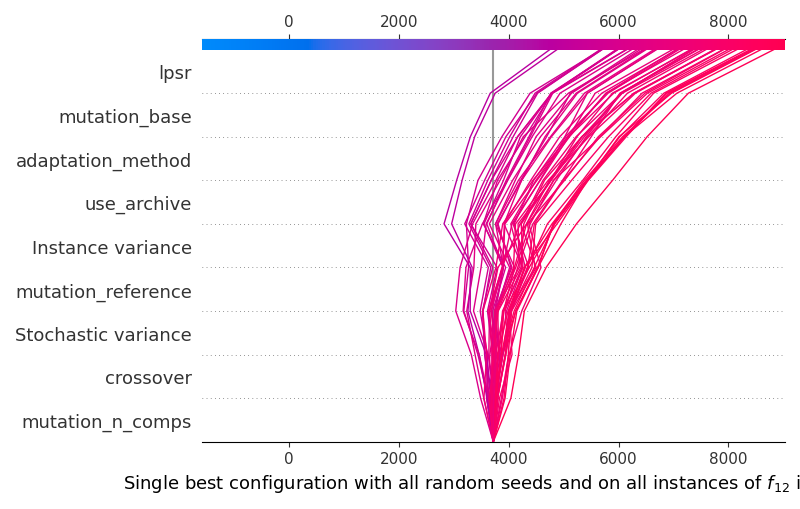 0 2000 4000 6000 8000
lpsr
mutation_base
adaptation_method
use_archive
Instance variance
mutation_reference
Stochastic variance
crossover
mutation_n_comps
0 2000 4000 6000 8000
Single best configuration with all random seeds and on all instances of f₁₂ i